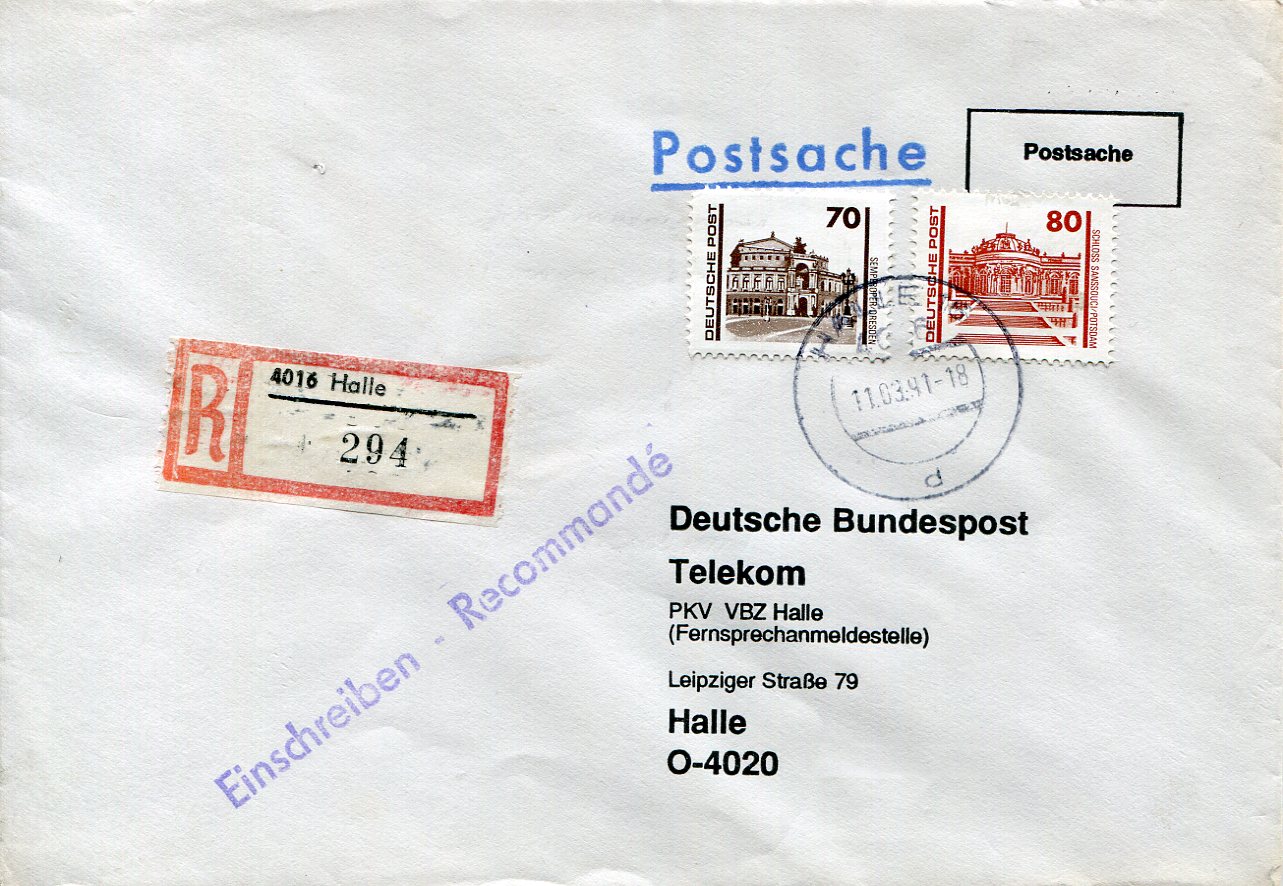 Postsache
Postsache
70
DEUTSCHE POST
SEMPEROPER/DRESDEN
80
DEUTSCHE POST
SCHLOSS SANSSOUCI/POTSDAM
HALLE
11.03.91-18
d
R
4016 Halle
294
Einschreiben - Recommandé
Deutsche Bundespost
Telekom
PKV VBZ Halle
(Fernsprechanmeldestelle)
Leipziger Straße 79
Halle
O-4020